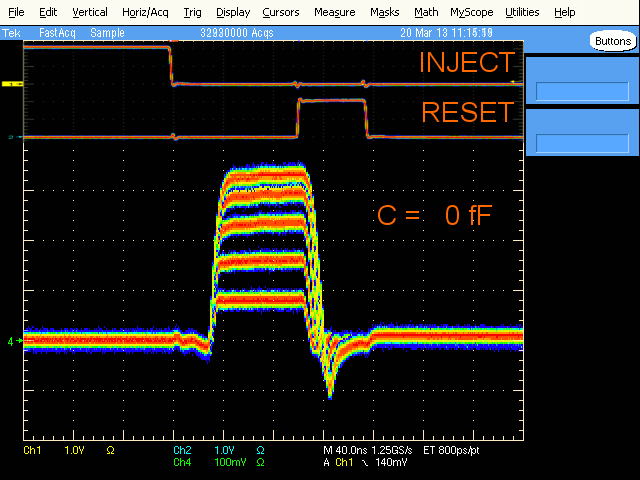 File Edit Vertical Horiz/Acq Trig Display Cursors Measure Masks Math MyScope Utilities Help
Tek FastAcq Sample 32930000 Acqs 20 Mar 13 11:15:19
Buttons
INJECT
1
RESET
2
C = 0 fF
4
Ch1 1.0V Ω Ch2 1.0V Ω M 40.0ns 1.25GS/s ET 800ps/pt
Ch4 100mV Ω A Ch1 140mV